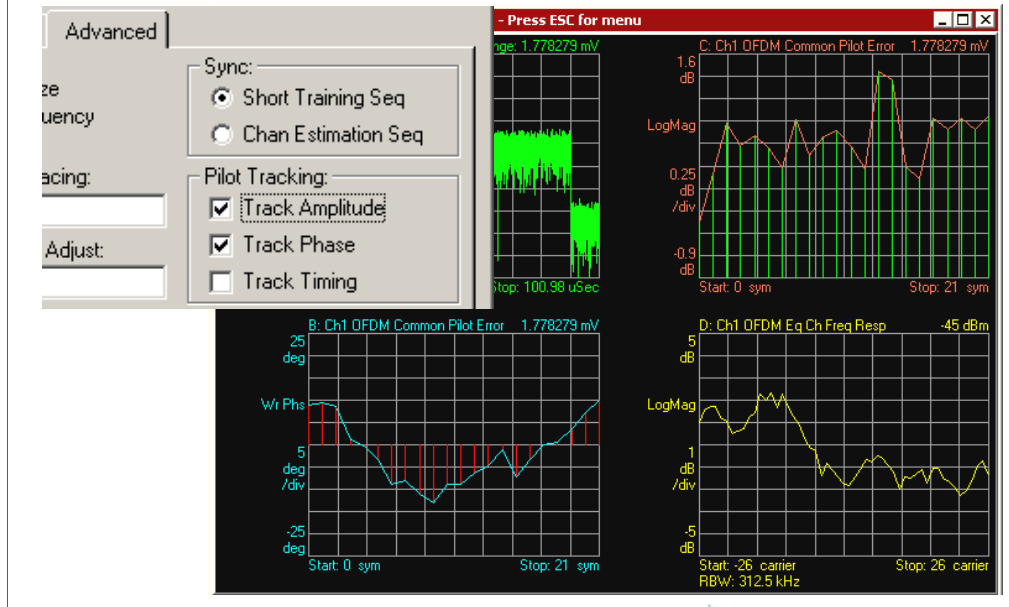 Advanced
- Press ESC for menu
Sync:
Short Training Seq
Chan Estimation Seq
Pilot Tracking:
Track Amplitude
Track Phase
Track Timing
ze
uency
acing:
Adjust:
nge: 1.778279 mV
Stop: 100.98 uSec
C: Ch1 OFDM Common Pilot Error 1.778279 mV
1.6
dB
LogMag
0.25
dB
/div
-0.9
dB
Start: 0 sym Stop: 21 sym
B: Ch1 OFDM Common Pilot Error 1.778279 mV
25
deg
Wr Phs
5
deg
/div
-25
deg
Start: 0 sym Stop: 21 sym
D: Ch1 OFDM Eq Ch Freq Resp -45 dBm
5
dB
LogMag
1
dB
/div
-5
dB
Start: -26 carrier Stop: 26 carrier
RBW: 312.5 kHz